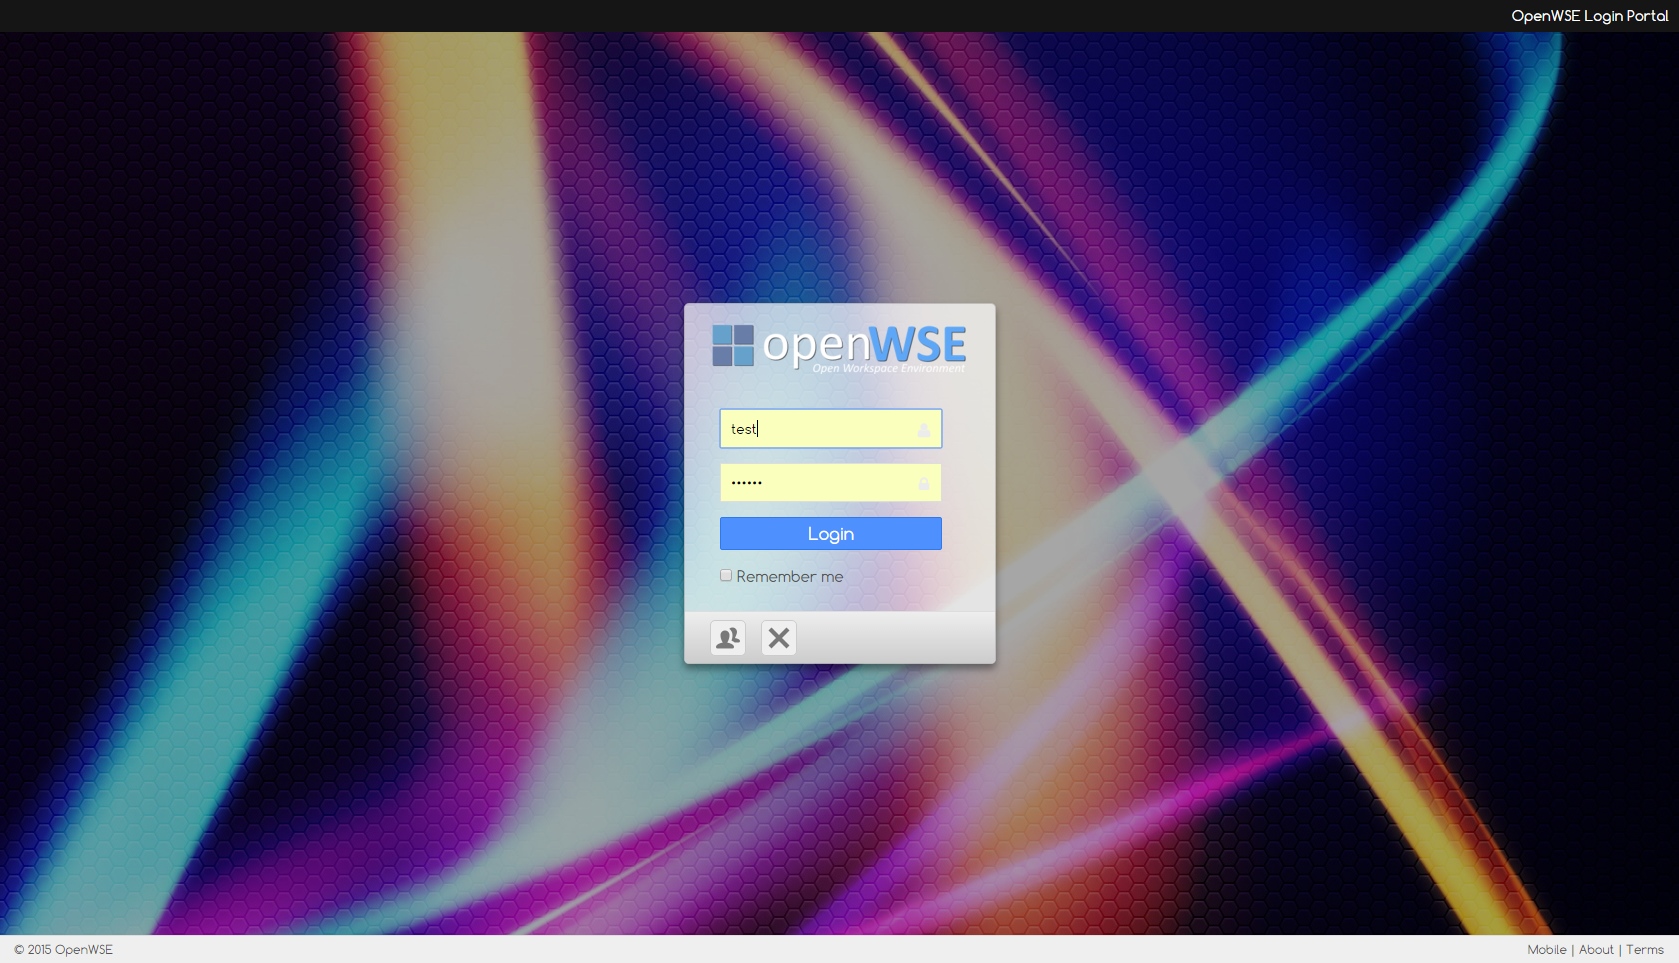 OpenWSE Login Portal
openWSE
Open Workspace Environment
test
••••••
Login
Remember me
© 2015 OpenWSE
Mobile | About | Terms